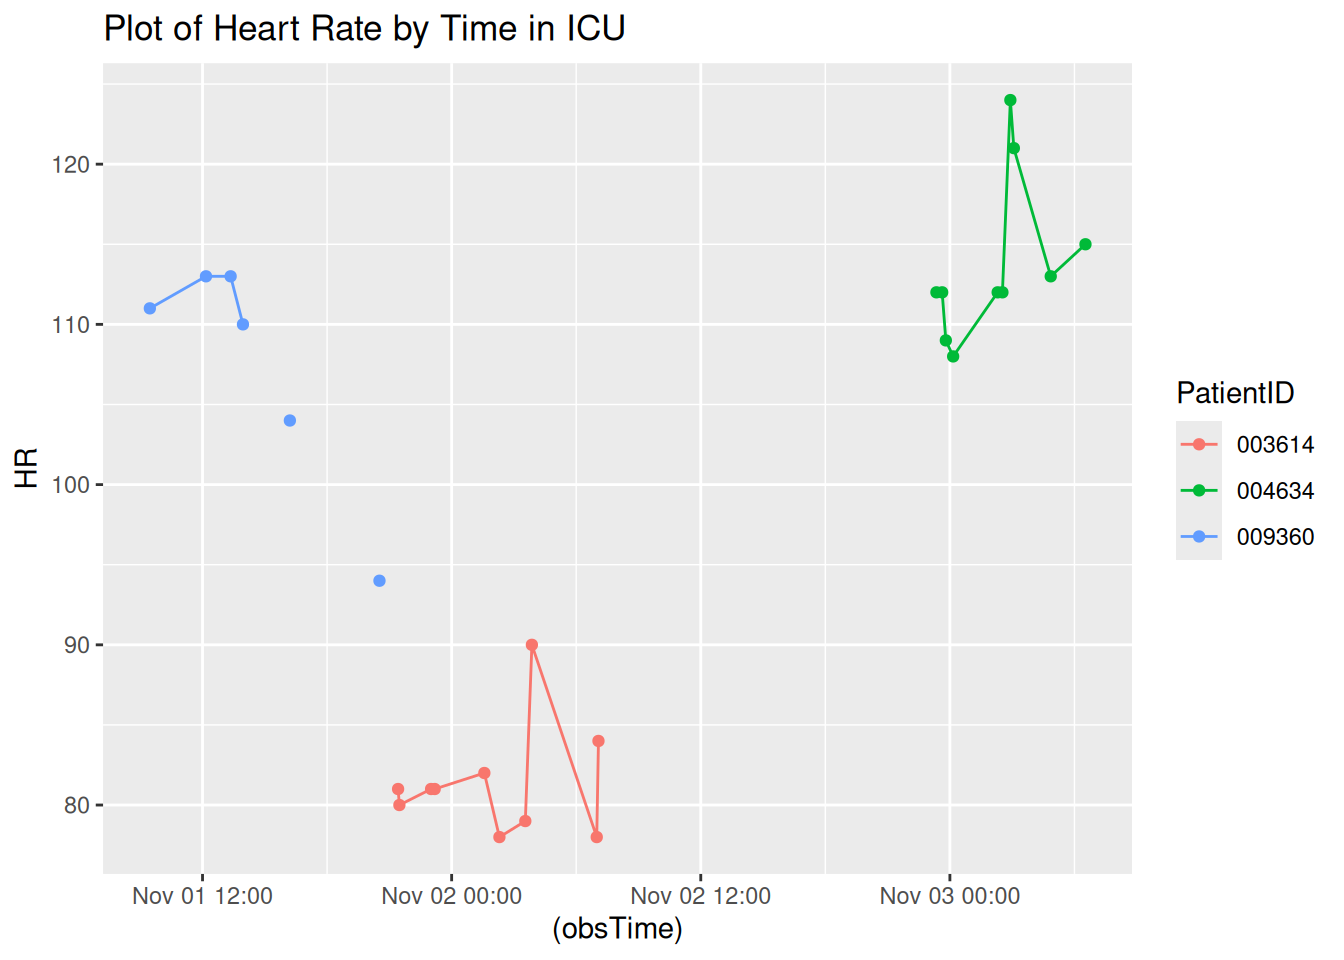 Plot of Heart Rate by Time in ICU
120
110
100
90
80
HR
Nov 01 12:00
Nov 02 00:00
Nov 02 12:00
Nov 03 00:00
(obsTime)
PatientID
003614
004634
009360